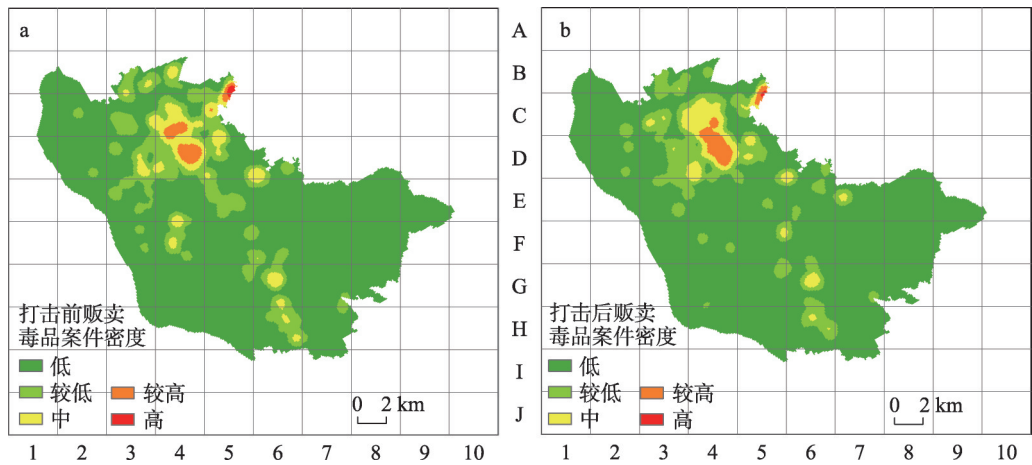 a
b
A
B
C
D
E
F
G
H
I
J
打击前贩卖
毒品案件密度
低
较低 较高
中 高
0 2 km
1 2 3 4 5 6 7 8 9 10
打击后贩卖
毒品案件密度
低
较低 较高
中 高
0 2 km
1 2 3 4 5 6 7 8 9 10